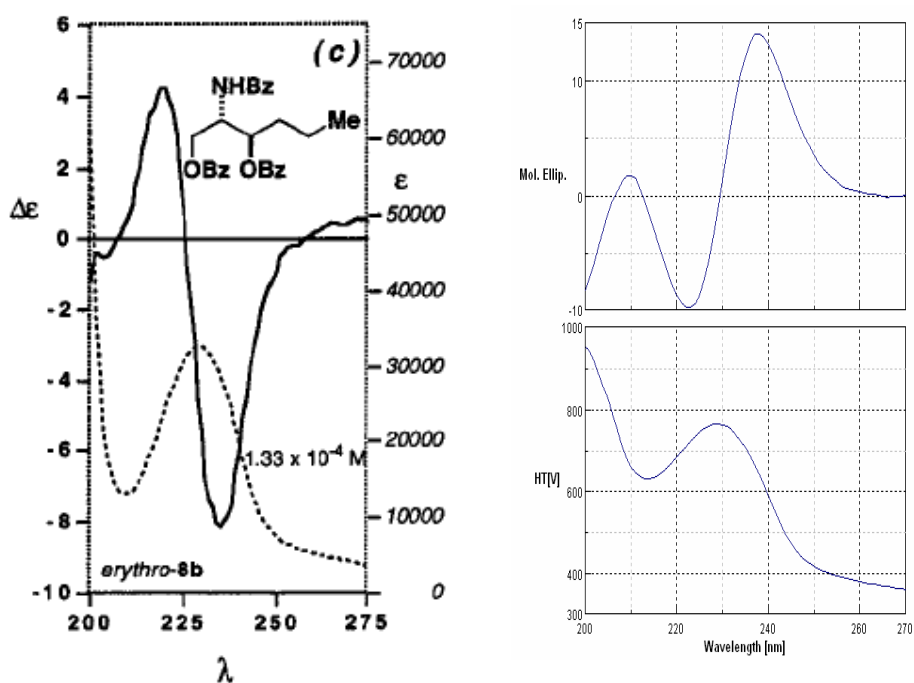 6
4
2
0
-2
-4
-6
-8
-10
Δε
(c)
NHBz
Me
OBz OBz
70000
60000
ε
50000
40000
30000
20000
10000
0
1.33 x 10⁻⁴ M
erythro-8b
200 225 250 275
λ
15
10
0
-10
Mol. Ellip.
1000
800
600
400
300
HT[V]
200 220 240 260 270
Wavelength [nm]